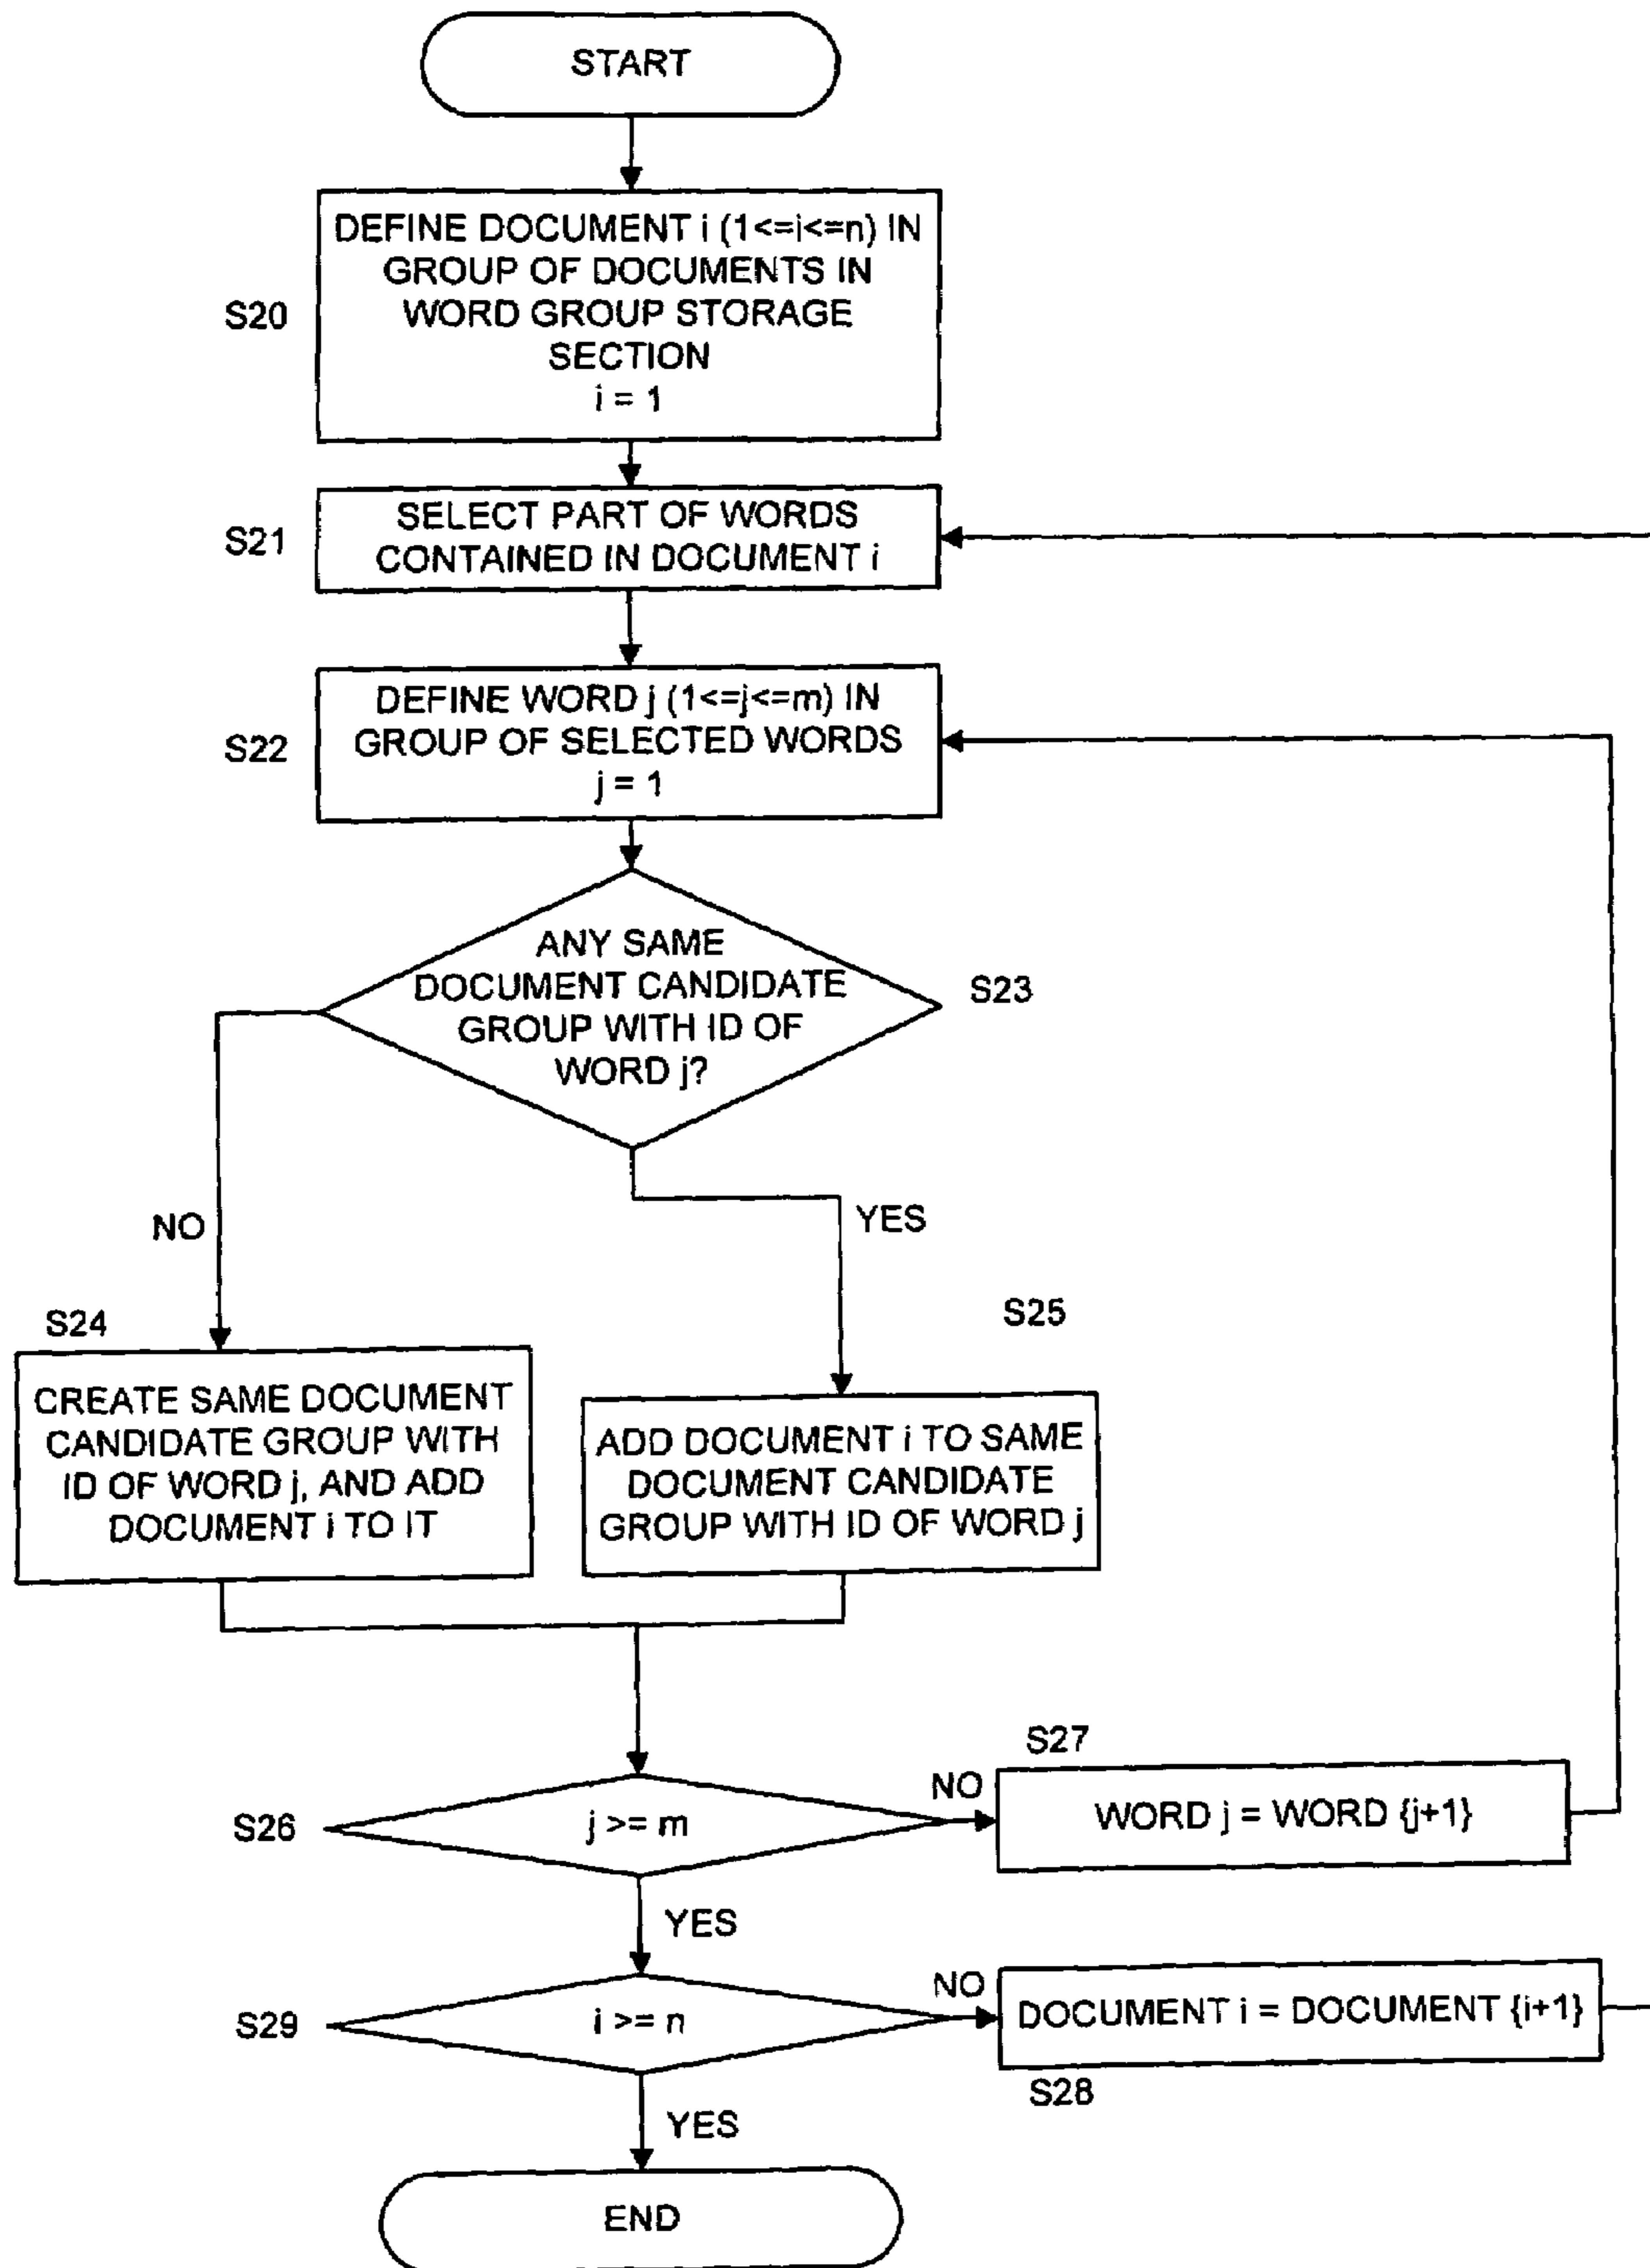 START
S20
DEFINE DOCUMENT i (1<=i<=n) IN
GROUP OF DOCUMENTS IN
WORD GROUP STORAGE
SECTION
i = 1
S21
SELECT PART OF WORDS
CONTAINED IN DOCUMENT i
S22
DEFINE WORD j (1<=j<=m) IN
GROUP OF SELECTED WORDS
j = 1
ANY SAME
DOCUMENT CANDIDATE
GROUP WITH ID OF
WORD j?
S23
NO
YES
S24
CREATE SAME DOCUMENT
CANDIDATE GROUP WITH
ID OF WORD j, AND ADD
DOCUMENT i TO IT
S25
ADD DOCUMENT i TO SAME
DOCUMENT CANDIDATE
GROUP WITH ID OF WORD j
S26
j >= m
NO
S27
WORD j = WORD {j+1}
YES
S29
i >= n
NO
DOCUMENT i = DOCUMENT {i+1}
S28
YES
END